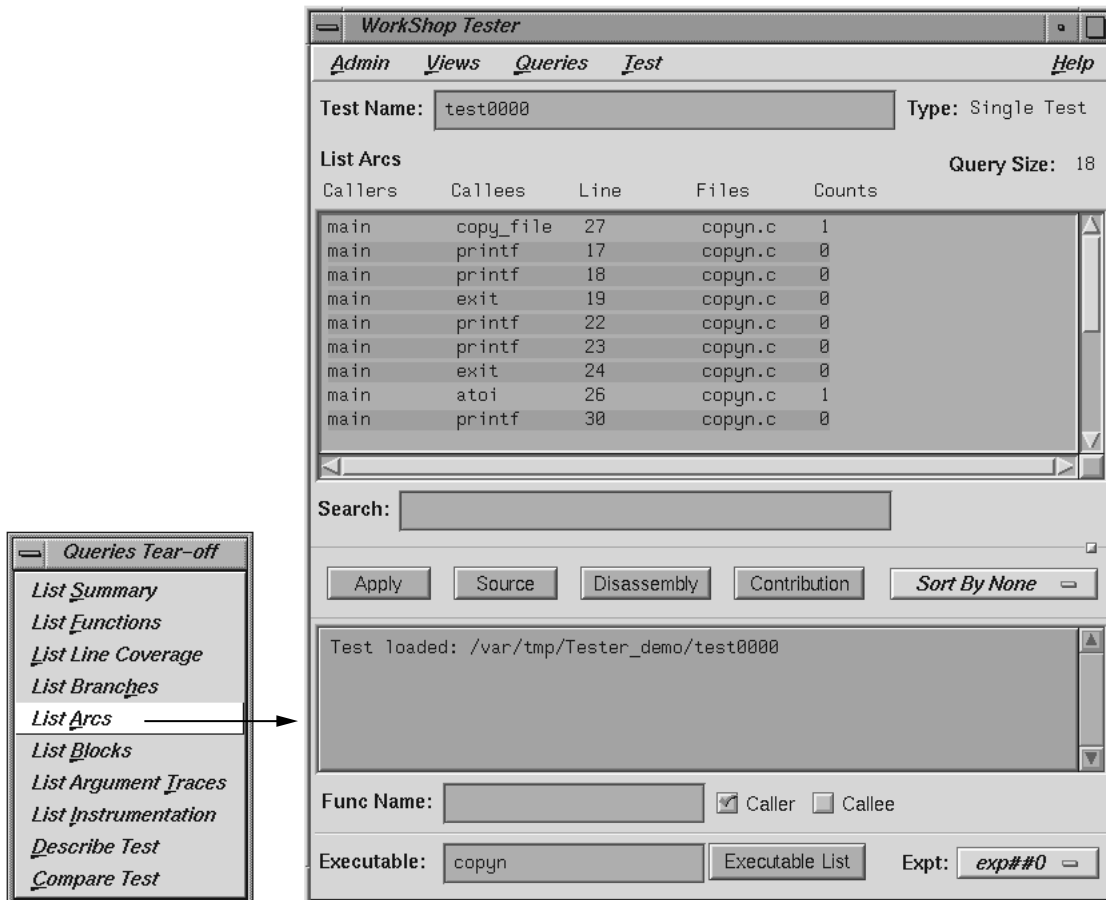 WorkShop Tester
Admin Views Queries Test Help
Test Name: test0000 Type: Single Test
List Arcs Query Size: 18
Callers Callees Line Files Counts
main copy_file 27 copyn.c 1
main printf 17 copyn.c 0
main printf 18 copyn.c 0
main exit 19 copyn.c 0
main printf 22 copyn.c 0
main printf 23 copyn.c 0
main exit 24 copyn.c 0
main atoi 26 copyn.c 1
main printf 30 copyn.c 0
Search:
Apply Source Disassembly Contribution Sort By None
Test loaded: /var/tmp/Tester_demo/test0000
Func Name: Caller Callee
Executable: copyn Executable List Expt: exp##0
Queries Tear-off
List Summary
List Functions
List Line Coverage
List Branches
List Arcs
List Blocks
List Argument Traces
List Instrumentation
Describe Test
Compare Test